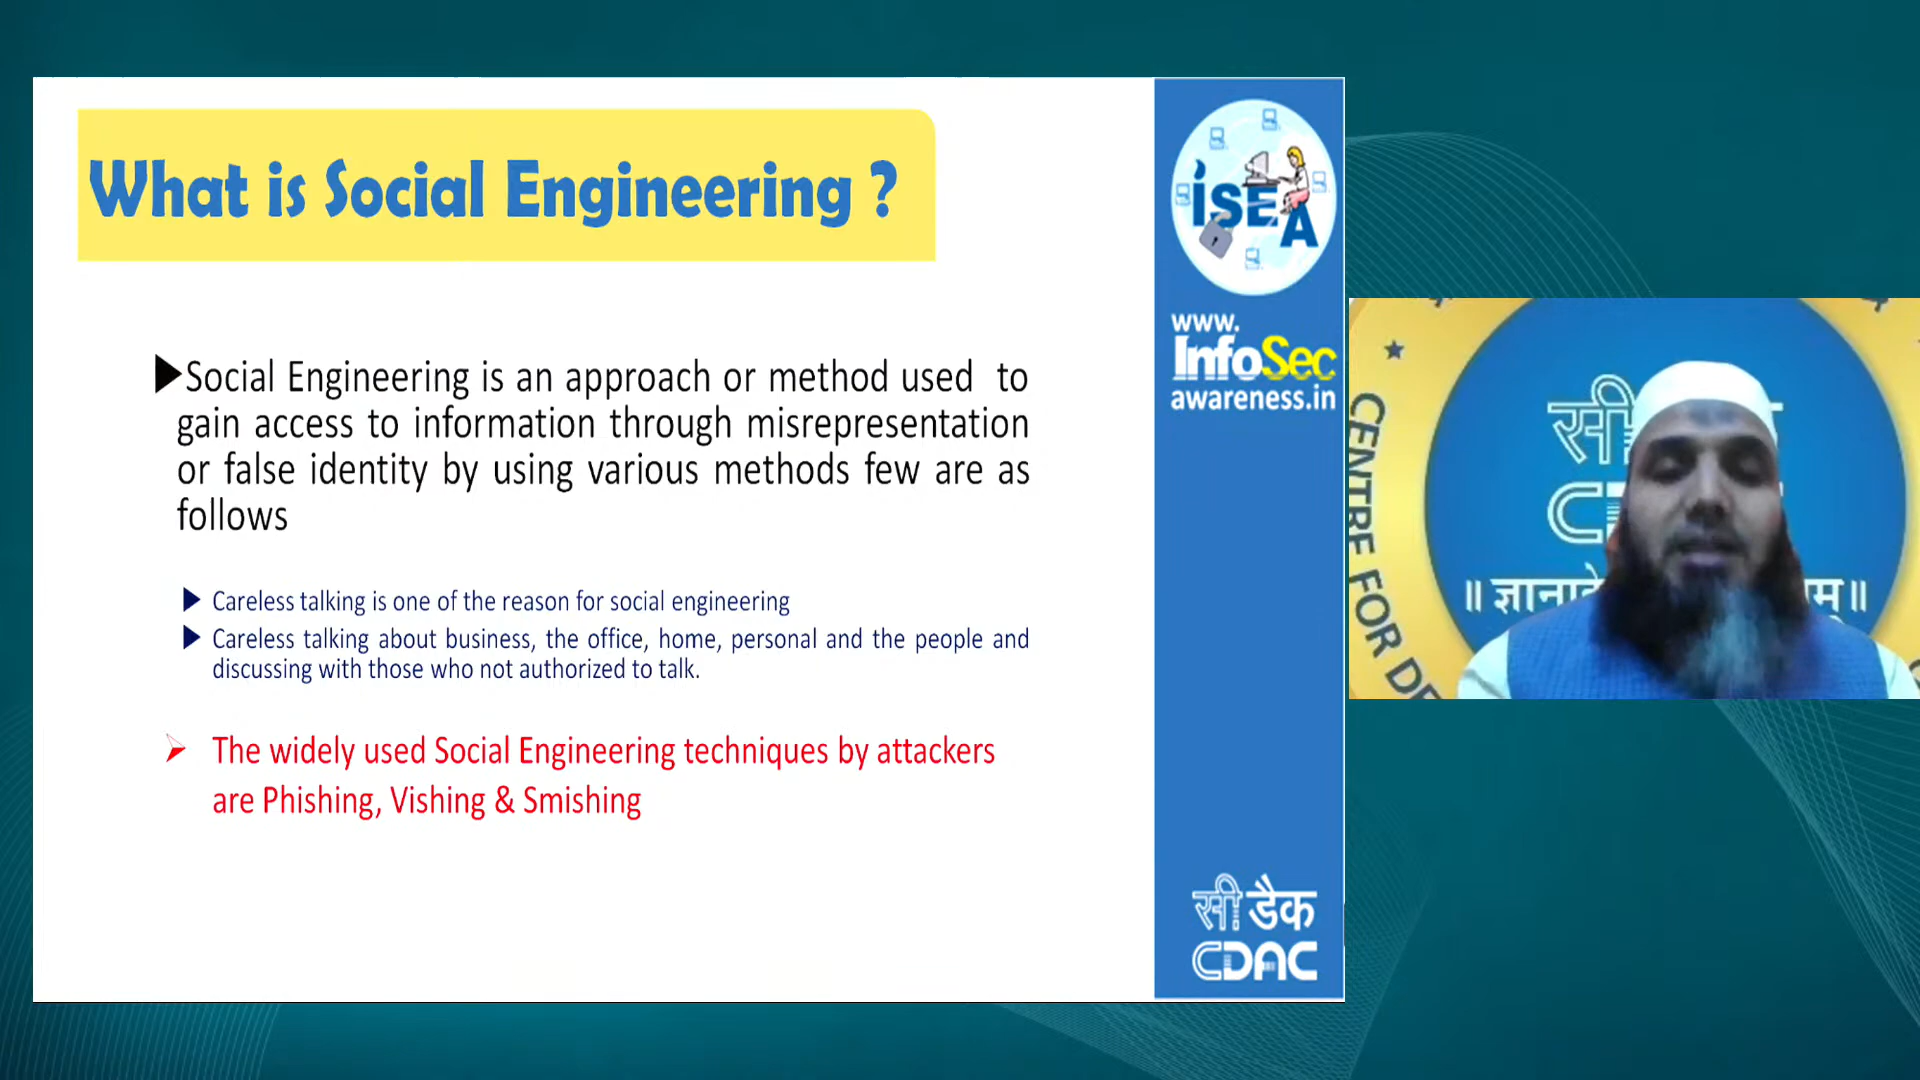 What is Social Engineering ?
Social Engineering is an approach or method used to
gain access to information through misrepresentation
or false identity by using various methods few are as
follows
Careless talking is one of the reason for social engineering
Careless talking about business, the office, home, personal and the people and
discussing with those who not authorized to talk.
The widely used Social Engineering techniques by attackers
are Phishing, Vishing & Smishing
ISEA
www.
InfoSec
awareness.in
सी डैक
CDAC
CENTRE FOR
सी